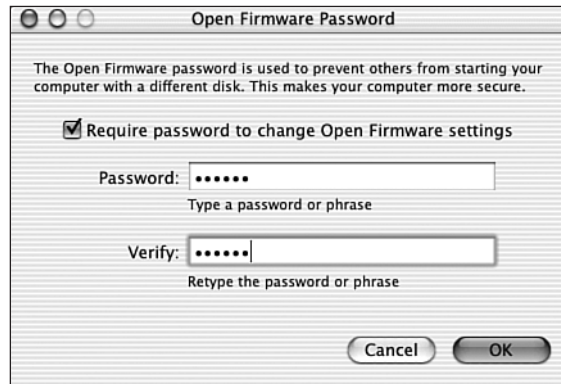 Open Firmware Password
The Open Firmware password is used to prevent others from starting your
computer with a different disk. This makes your computer more secure.
Require password to change Open Firmware settings
Password: ••••••
Type a password or phrase
Verify: ••••••
Retype the password or phrase
Cancel OK